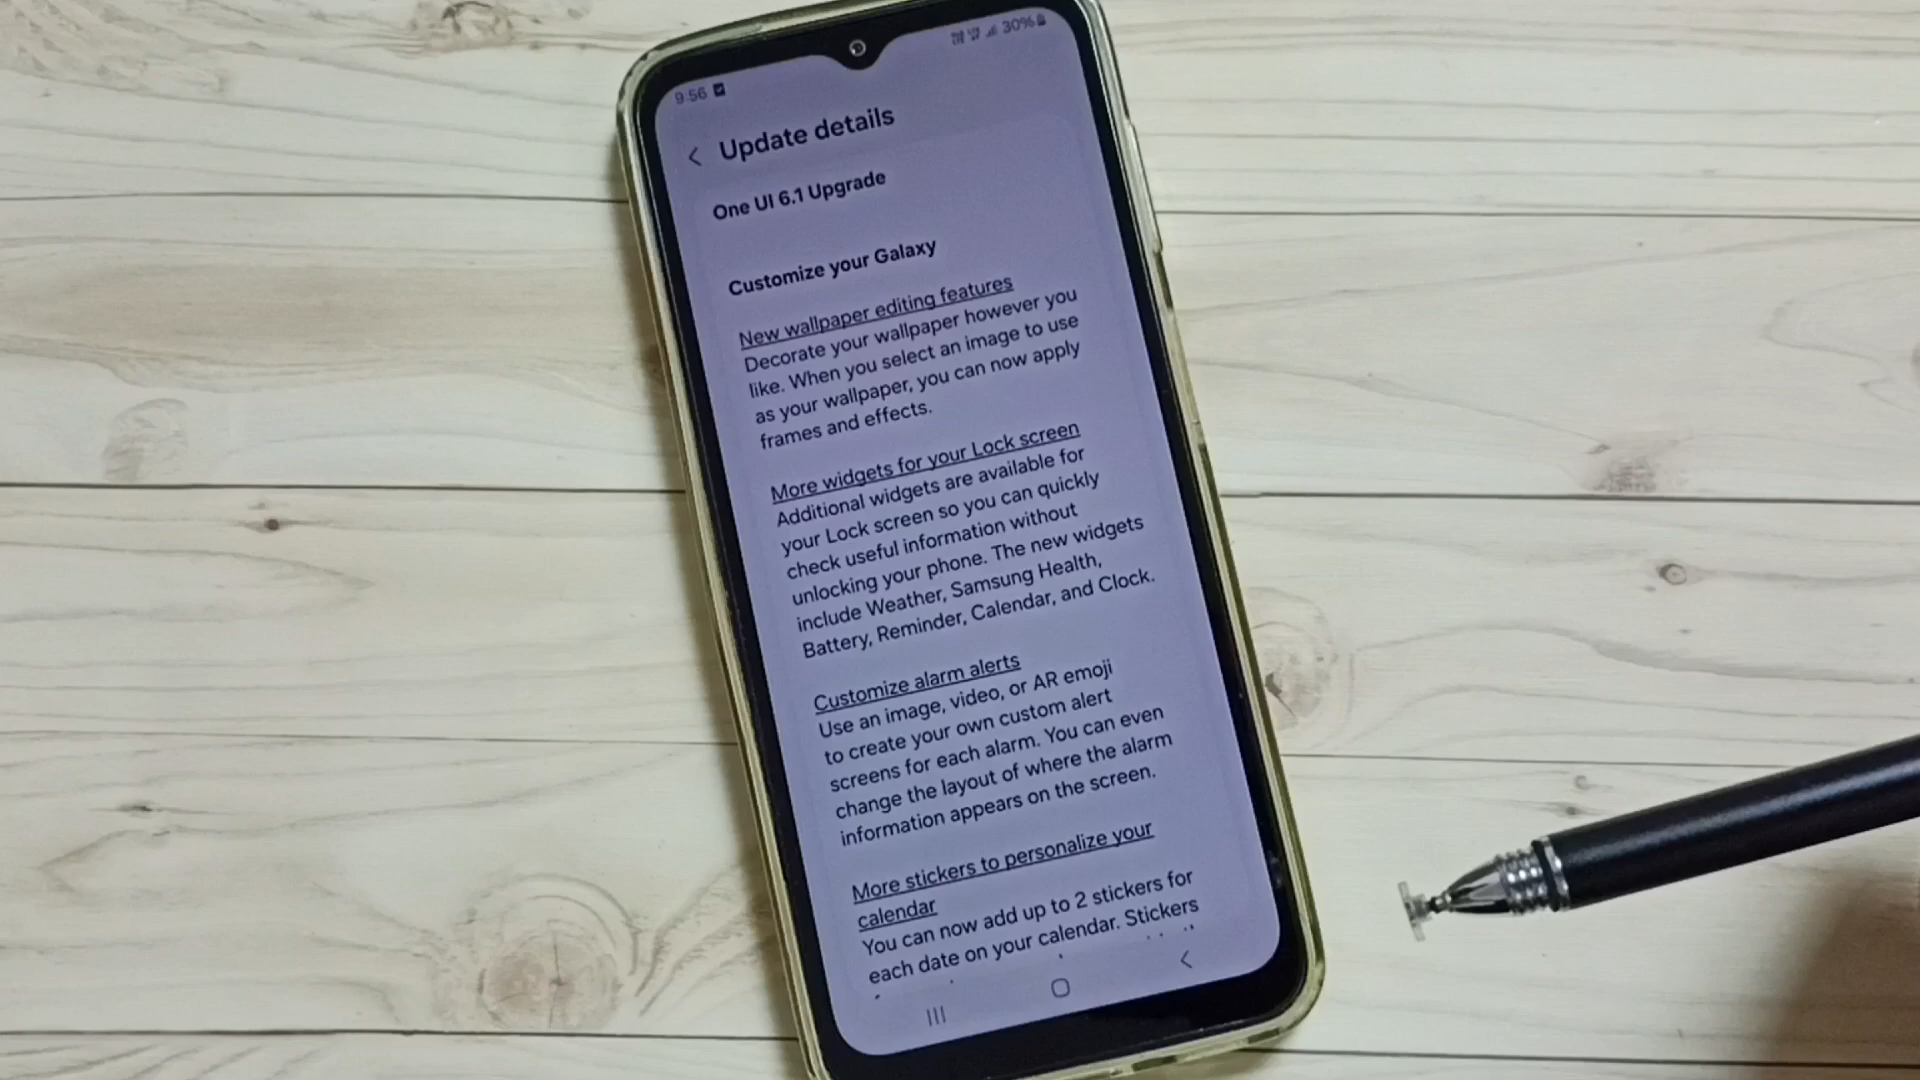 9:56
30%
Update details
One UI 6.1 Upgrade
Customize your Galaxy
New wallpaper editing features
Decorate your wallpaper however you
like. When you select an image to use
as your wallpaper, you can now apply
frames and effects.
More widgets for your Lock screen
Additional widgets are available for
your Lock screen so you can quickly
check useful information without
unlocking your phone. The new widgets
include Weather, Samsung Health,
Battery, Reminder, Calendar, and Clock.
Customize alarm alerts
Use an image, video, or AR emoji
to create your own custom alert
screens for each alarm. You can even
change the layout of where the alarm
information appears on the screen.
More stickers to personalize your
calendar
You can now add up to 2 stickers for
each date on your calendar. Stickers